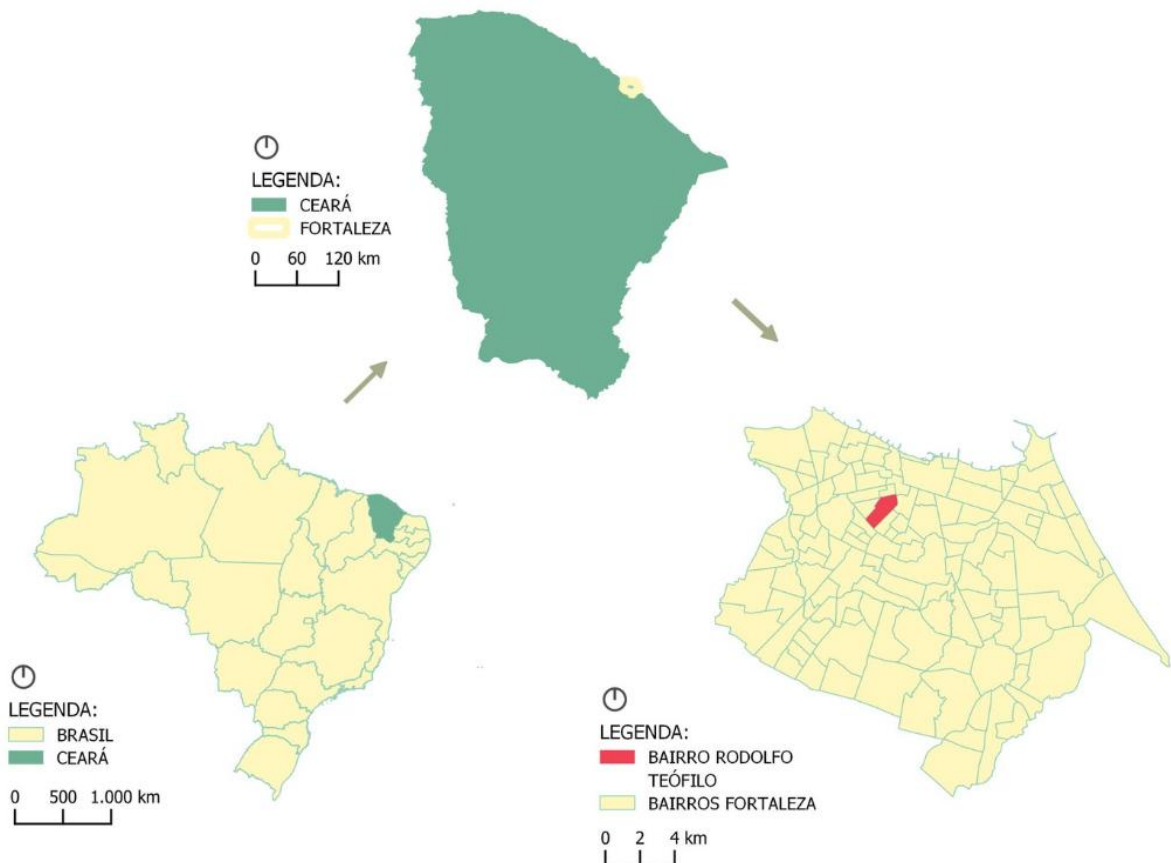 LEGENDA:
CEARÁ
FORTALEZA
0 60 120 km
LEGENDA:
BRASIL
CEARÁ
0 500 1.000 km
LEGENDA:
BAIRRO RODOLFO
TEÓFILO
BAIRROS FORTALEZA
0 2 4 km